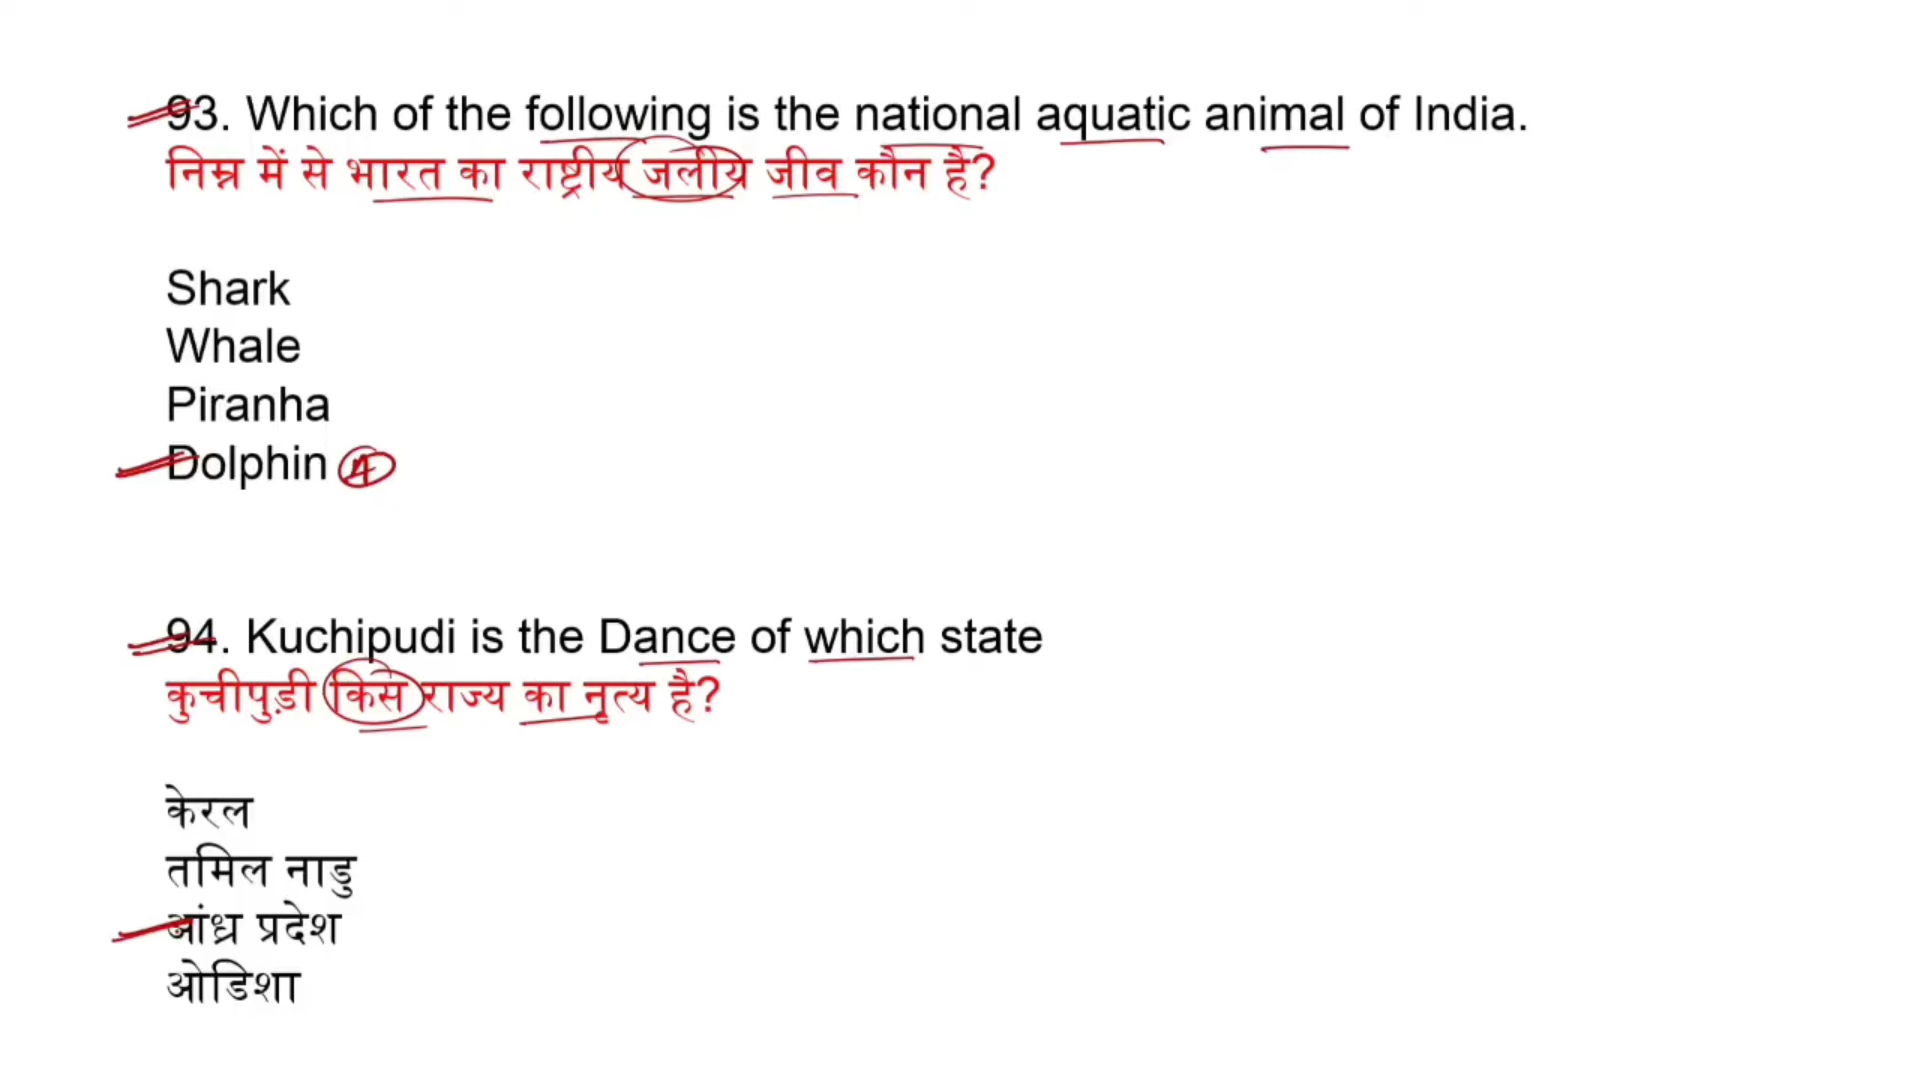 93. Which of the following is the national aquatic animal of India.
निम्न में से भारत का राष्ट्रीय जलीय जीव कौन है?
Shark
Whale
Piranha
Dolphin 4
94. Kuchipudi is the Dance of which state
कुचीपुड़ी किस राज्य का नृत्य है?
केरल
तमिल नाडु
आंध्र प्रदेश
ओडिशा